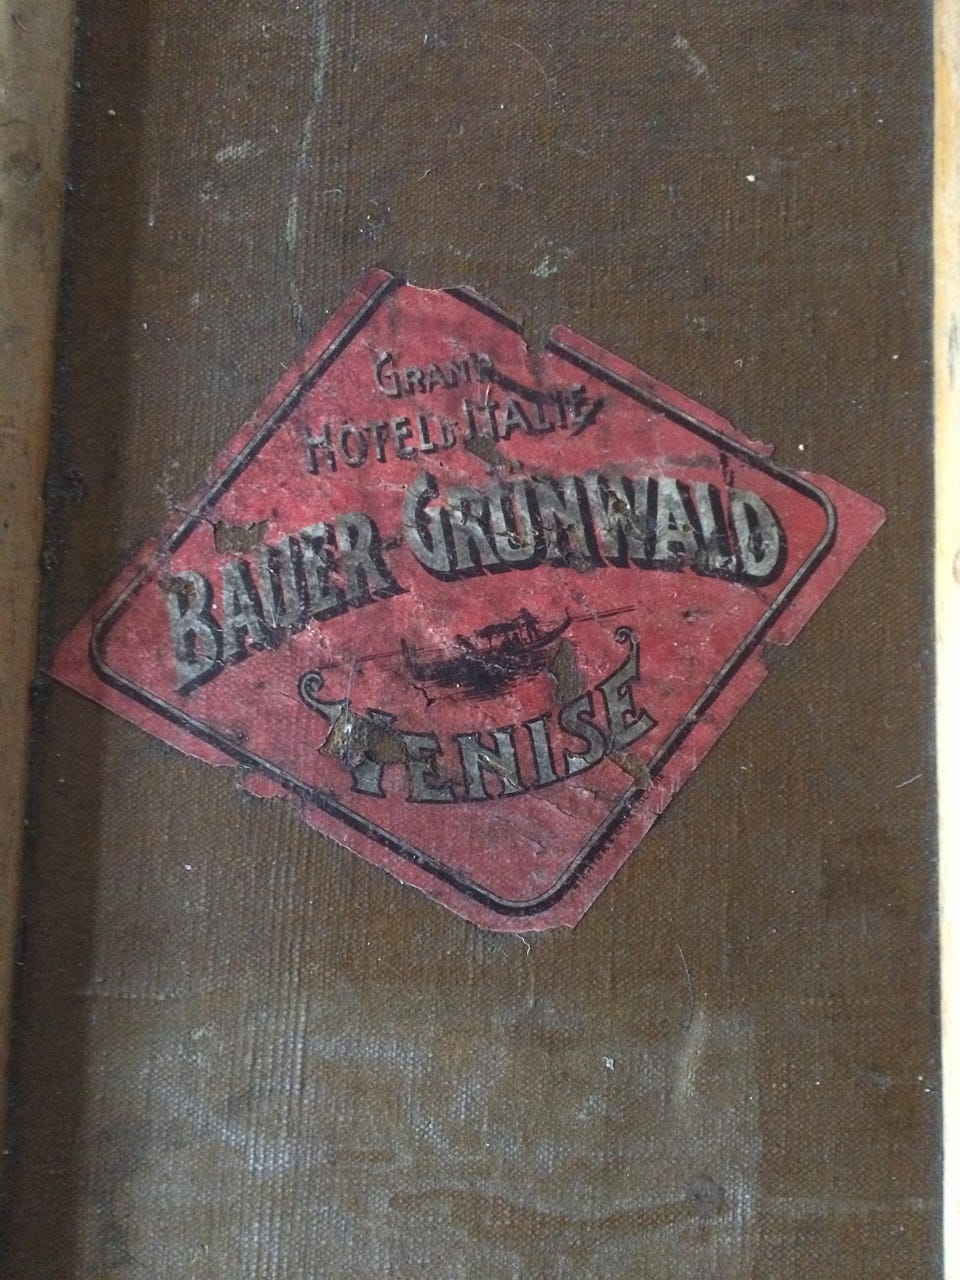 GRAND
HOTEL D'ITALIE
BAUER-GRÜNWALD
VENISE